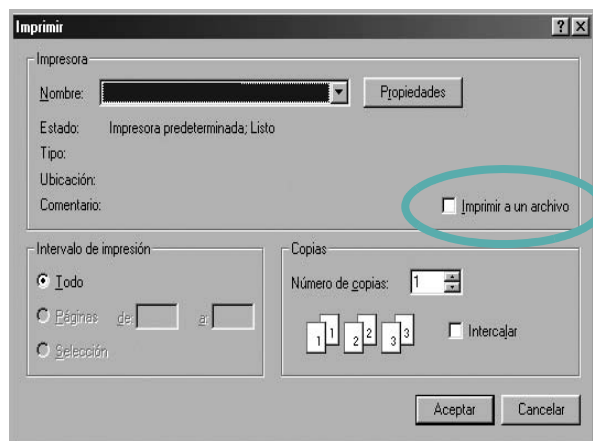 Imprimir
Impresora
Nombre:
Propiedades
Estado: Impresora predeterminada; Listo
Tipo:
Ubicación:
Comentario:
Imprimir a un archivo
Intervalo de impresión
Todo
Páginas de: a:
Selección
Copias
Número de copias: 1
1 1 2 2 3 3
Intercalar
Aceptar Cancelar